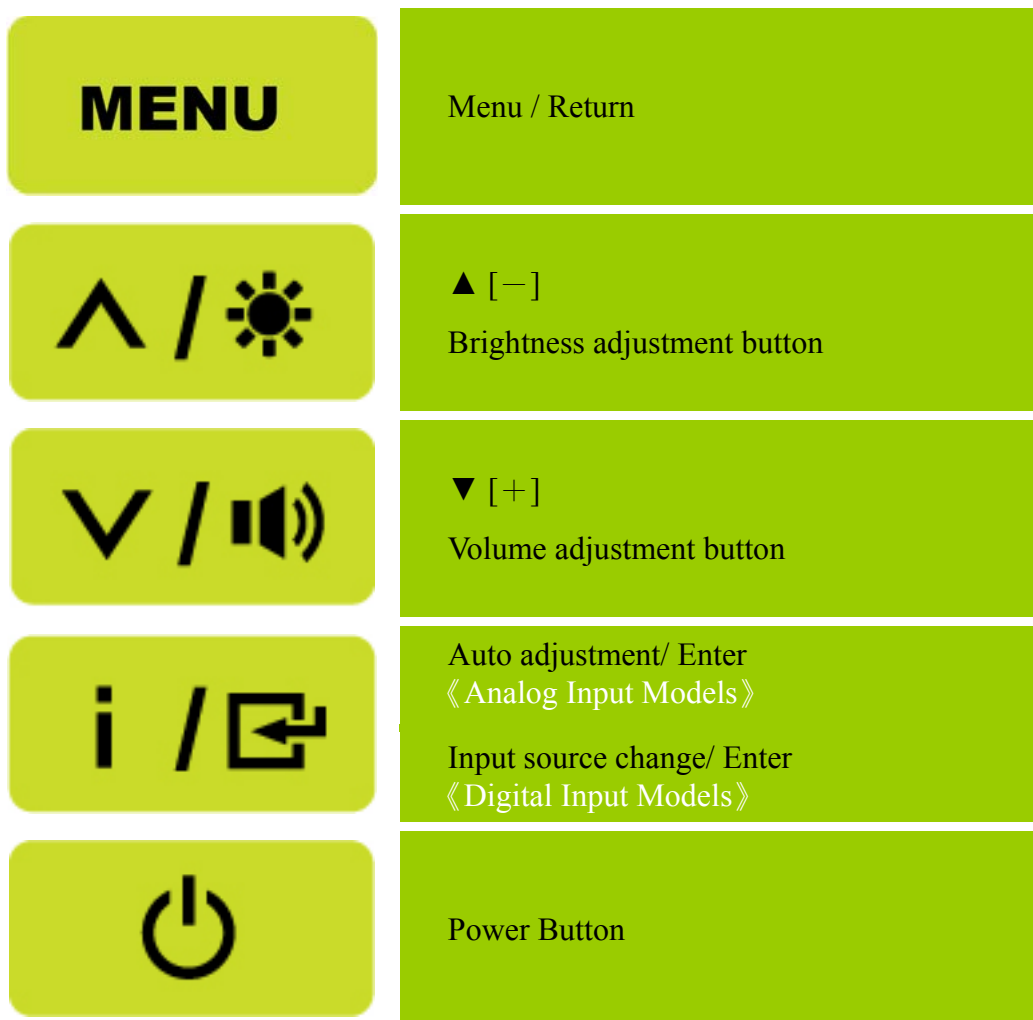 MENU
Menu / Return
/
▲ [－]
Brightness adjustment button
/
▼ [＋]
Volume adjustment button
i /
Auto adjustment/ Enter
《Analog Input Models》
Input source change/ Enter
《Digital Input Models》
Power Button